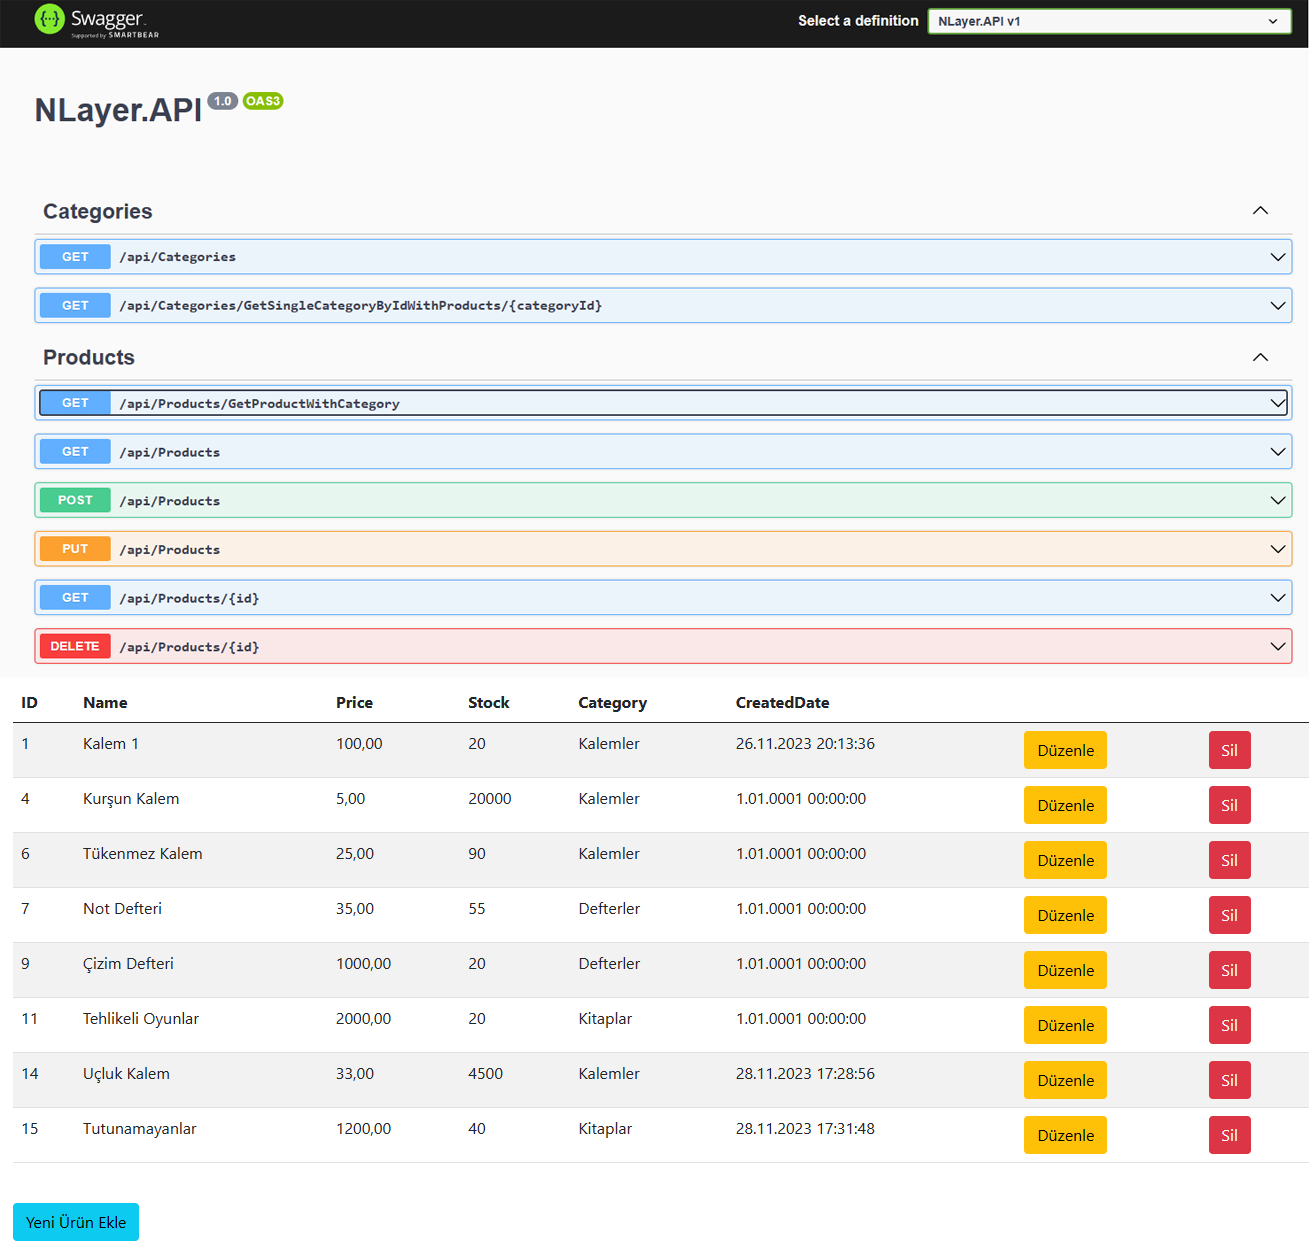 Swagger
Supported by SMARTBEAR
Select a definition
NLayer.API v1
NLayer.API 1.0 OAS3
Categories
GET /api/Categories
GET /api/Categories/GetSingleCategoryByIdWithProducts/{categoryId}
Products
GET /api/Products/GetProductWithCategory
GET /api/Products
POST /api/Products
PUT /api/Products
GET /api/Products/{id}
DELETE /api/Products/{id}
ID Name Price Stock Category CreatedDate
1 Kalem 1 100,00 20 Kalemler 26.11.2023 20:13:36 Düzenle Sil
4 Kurşun Kalem 5,00 20000 Kalemler 1.01.0001 00:00:00 Düzenle Sil
6 Tükenmez Kalem 25,00 90 Kalemler 1.01.0001 00:00:00 Düzenle Sil
7 Not Defteri 35,00 55 Defterler 1.01.0001 00:00:00 Düzenle Sil
9 Çizim Defteri 1000,00 20 Defterler 1.01.0001 00:00:00 Düzenle Sil
11 Tehlikeli Oyunlar 2000,00 20 Kitaplar 1.01.0001 00:00:00 Düzenle Sil
14 Uçluk Kalem 33,00 4500 Kalemler 28.11.2023 17:28:56 Düzenle Sil
15 Tutunamayanlar 1200,00 40 Kitaplar 28.11.2023 17:31:48 Düzenle Sil
Yeni Ürün Ekle